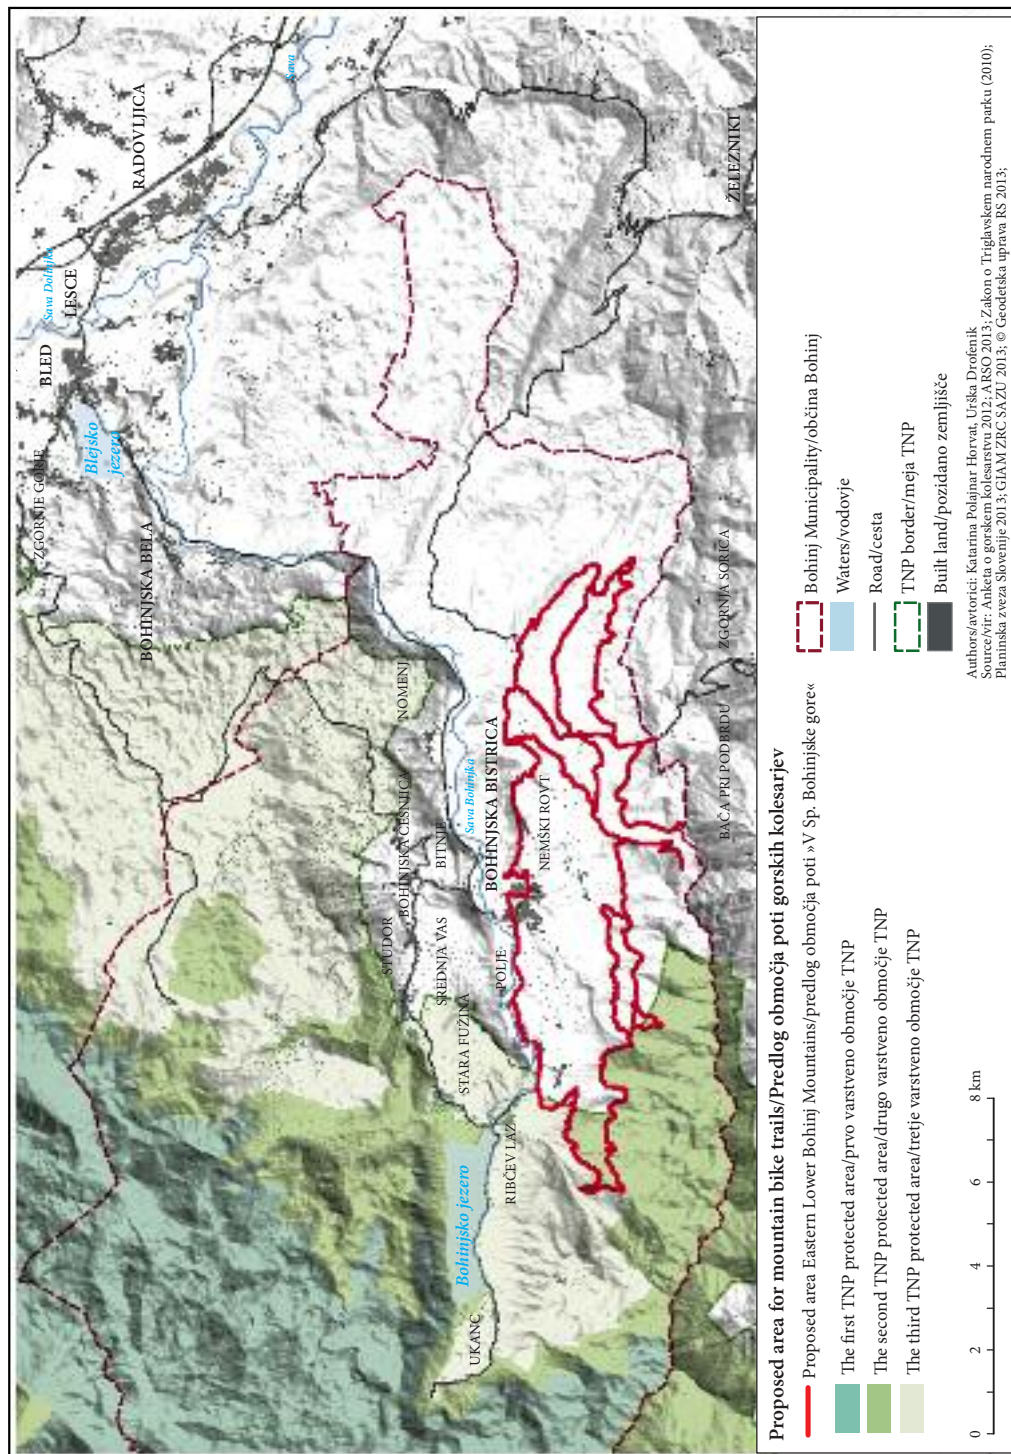 ZGORNJE GORJE
BLED
LESCE
Sava Dolinjka
RADOVLJICA
Sava
Blejsko
jezero
BOHINJSKA BELA
NOMENJ
BOHINJSKA ČEŠNJICA
STUDOR
BITNJE
SREDNJA VAS
STARA FUŽINA
Sava Bohinjka
BOHINJSKA BISTRICA
POLJE
NEMŠKI ROVT
Bohinjsko jezero
RIBČEV LAZ
UKANC
BAČA PRI PODBRDU
ZGORNJA SORICA
ŽELEZNIKI
Proposed area for mountain bike trails/Predlog območja poti gorskih kolesarjev
Proposed area Eastern Lower Bohinj Mountains/predlog območja poti »V Sp. Bohinjske gore«
The first TNP protected area/prvo varstveno območje TNP
The second TNP protected area/drugo varstveno območje TNP
The third TNP protected area/tretje varstveno območje TNP
Bohinj Municipality/občina Bohinj
Waters/vodovje
Road/cesta
TNP border/meja TNP
Built land/pozidano zemljišče
0 2 4 6 8 km
Authors/avtorici: Katarina Polajnar Horvat, Urška Drofenik
Source/vir: Anketa o gorskem kolesarstvu 2012; ARSO 2013; Zakon o Triglavskem narodnem parku (2010);
Planinska zveza Slovenije 2013; GIAM ZRC SAZU 2013; © Geodetska uprava RS 2013;